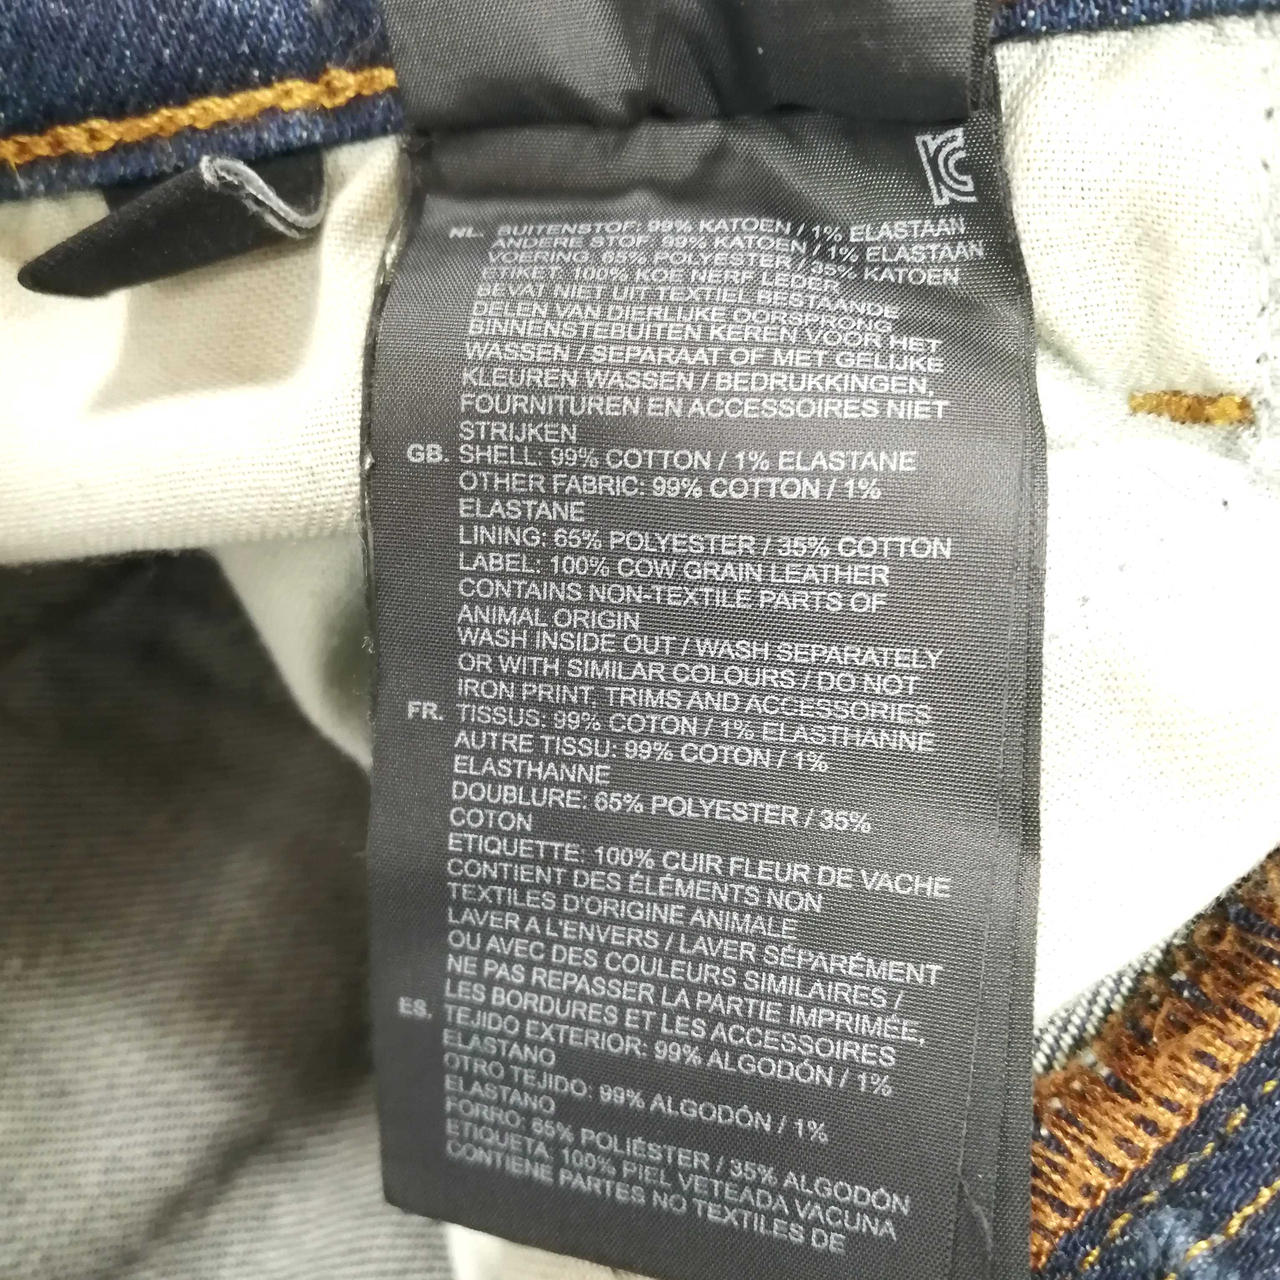 NL. BUITENSTOF: 99% KATOEN / 1% ELASTAAN
ANDERE STOF: 99% KATOEN / 1% ELASTAAN
VOERING: 65% POLYESTER / 35% KATOEN
ETIKET: 100% KOE NERF LEDER
BEVAT NIET UIT TEXTIEL BESTAANDE
DELEN VAN DIERLIJKE OORSPRONG
BINNENSTEBUITEN KEREN VOOR HET
WASSEN / SEPARAAT OF MET GELIJKE
KLEUREN WASSEN / BEDRUKKINGEN,
FOURNITUREN EN ACCESSOIRES NIET
STRIJKEN
GB. SHELL: 99% COTTON / 1% ELASTANE
OTHER FABRIC: 99% COTTON / 1%
ELASTANE
LINING: 65% POLYESTER / 35% COTTON
LABEL: 100% COW GRAIN LEATHER
CONTAINS NON-TEXTILE PARTS OF
ANIMAL ORIGIN
WASH INSIDE OUT / WASH SEPARATELY
OR WITH SIMILAR COLOURS / DO NOT
IRON PRINT, TRIMS AND ACCESSORIES
FR. TISSUS: 99% COTON / 1% ELASTHANNE
AUTRE TISSU: 99% COTON / 1%
ELASTHANNE
DOUBLURE: 65% POLYESTER / 35%
COTON
ETIQUETTE: 100% CUIR FLEUR DE VACHE
CONTIENT DES ÉLÉMENTS NON
TEXTILES D'ORIGINE ANIMALE
LAVER A L'ENVERS / LAVER SÉPARÉMENT
OU AVEC DES COULEURS SIMILAIRES /
NE PAS REPASSER LA PARTIE IMPRIMÉE,
LES BORDURES ET LES ACCESSOIRES
ES. TEJIDO EXTERIOR: 99% ALGODÓN / 1%
ELASTANO
OTRO TEJIDO: 99% ALGODÓN / 1%
ELASTANO
FORRO: 65% POLIÉSTER / 35% ALGODÓN
ETIQUETA: 100% PIEL VETEADA VACUNA
CONTIENE PARTES NO TEXTILES DE